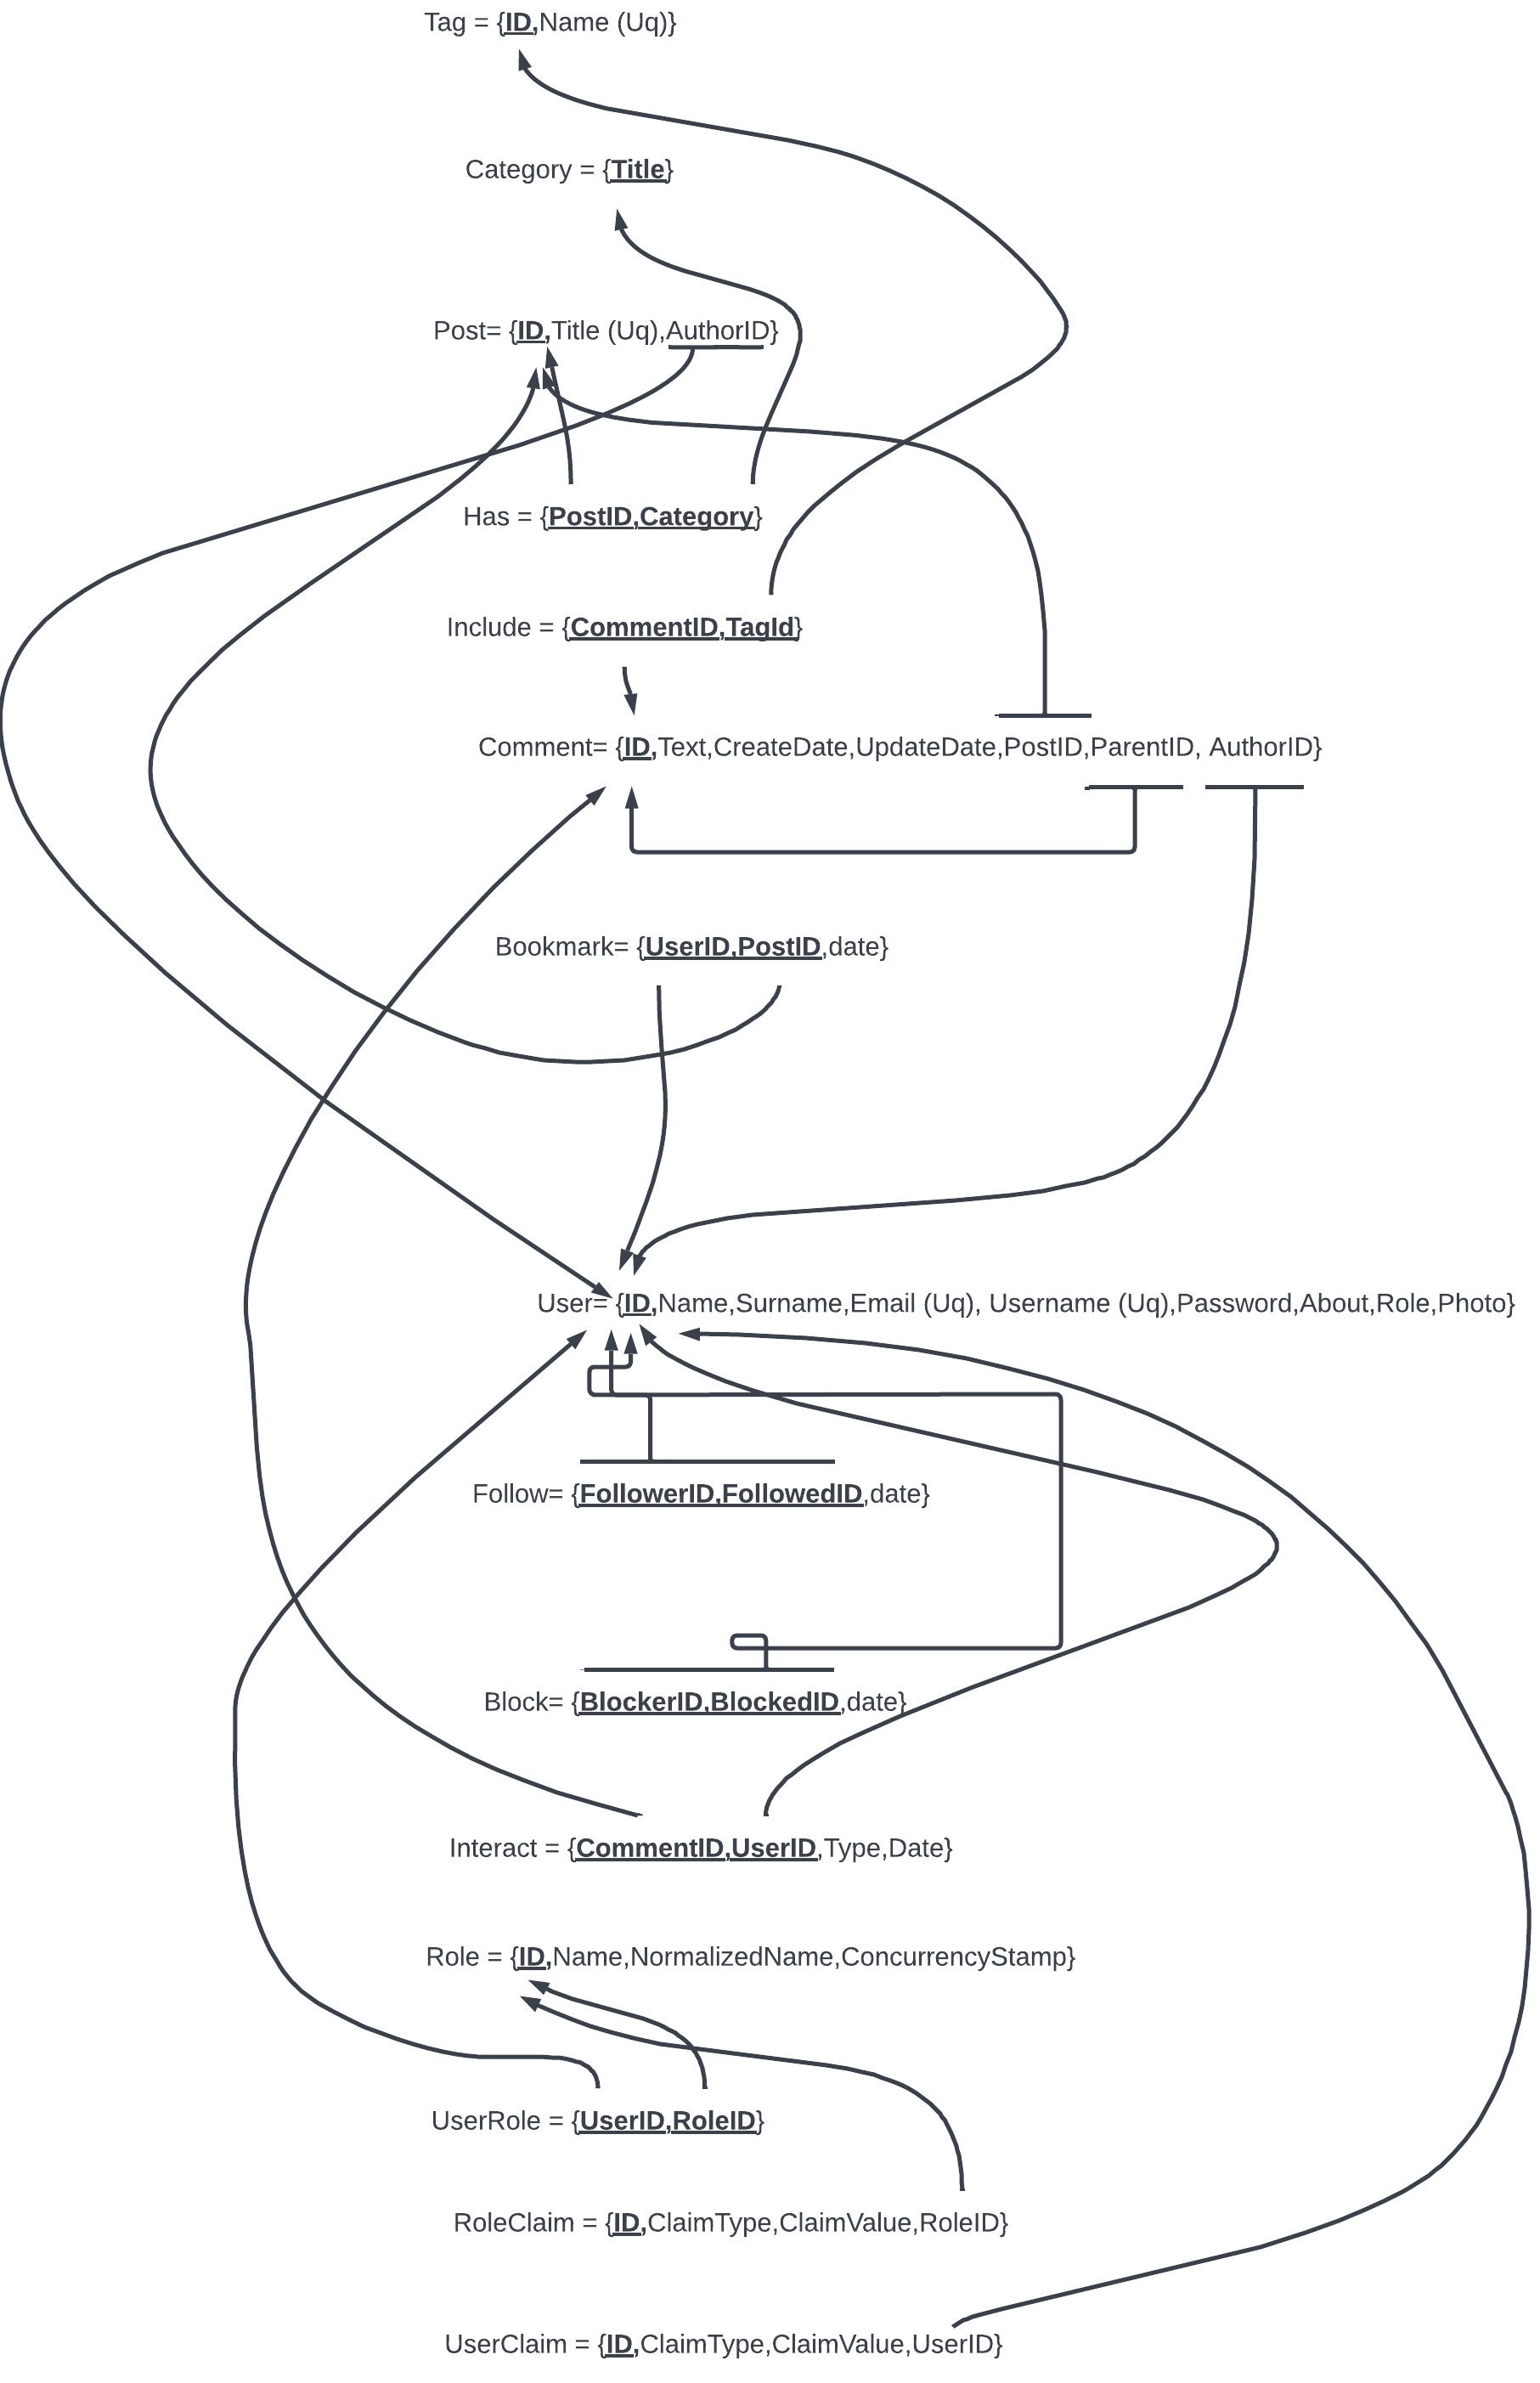 Tag = {ID,Name (Uq)}
Category = {Title}
Post= {ID,Title (Uq),AuthorID}
Has = {PostID,Category}
Include = {CommentID,TagId}
Comment= {ID,Text,CreateDate,UpdateDate,PostID,ParentID, AuthorID}
Bookmark= {UserID,PostID,date}
User= {ID,Name,Surname,Email (Uq), Username (Uq),Password,About,Role,Photo}
Follow= {FollowerID,FollowedID,date}
Block= {BlockerID,BlockedID,date}
Interact = {CommentID,UserID,Type,Date}
Role = {ID,Name,NormalizedName,ConcurrencyStamp}
UserRole = {UserID,RoleID}
RoleClaim = {ID,ClaimType,ClaimValue,RoleID}
UserClaim = {ID,ClaimType,ClaimValue,UserID}